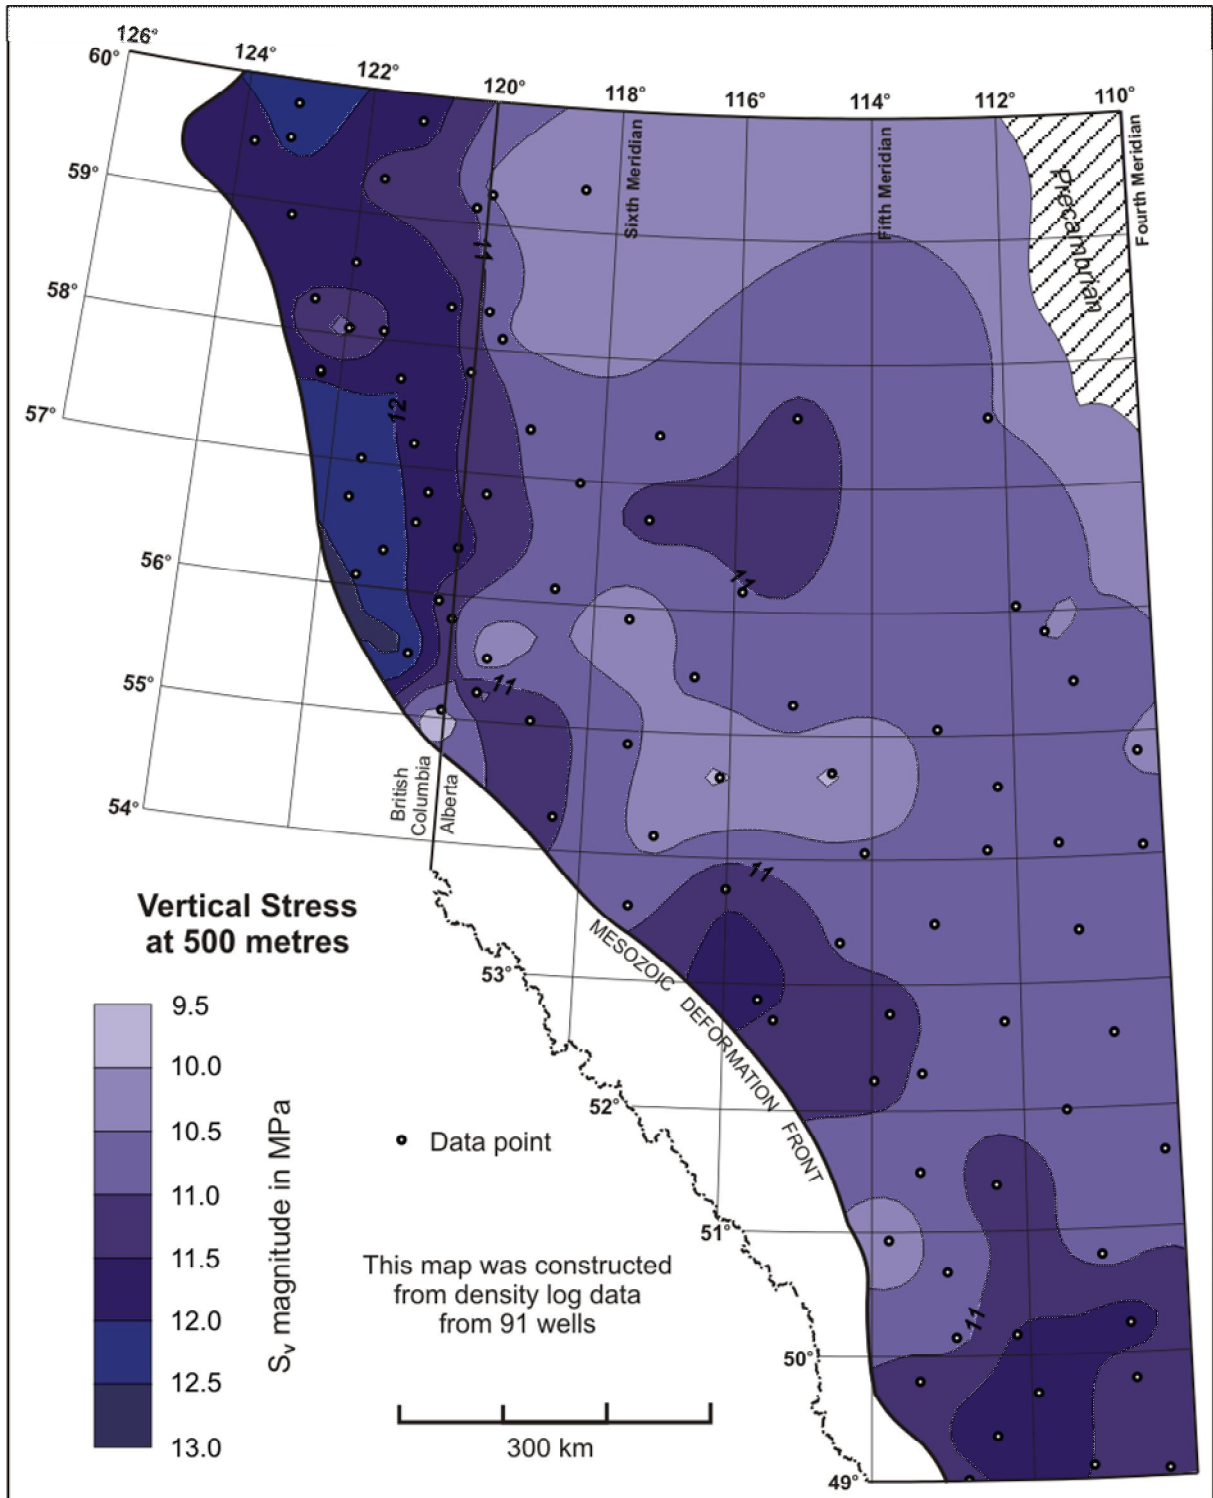 126°
60°
124°
122°
120°
118°
116°
114°
112°
110°
59°
58°
57°
56°
55°
54°
Sixth Meridian
Fifth Meridian
Fourth Meridian
Precambrian
11
12
11
11
11
11
British
Columbia
Alberta
MESOZOIC DEFORMATION FRONT
53°
52°
51°
50°
49°
Vertical Stress
at 500 metres
9.5
10.0
10.5
11.0
11.5
12.0
12.5
13.0
Sv magnitude in MPa
Data point
This map was constructed
from density log data
from 91 wells
300 km